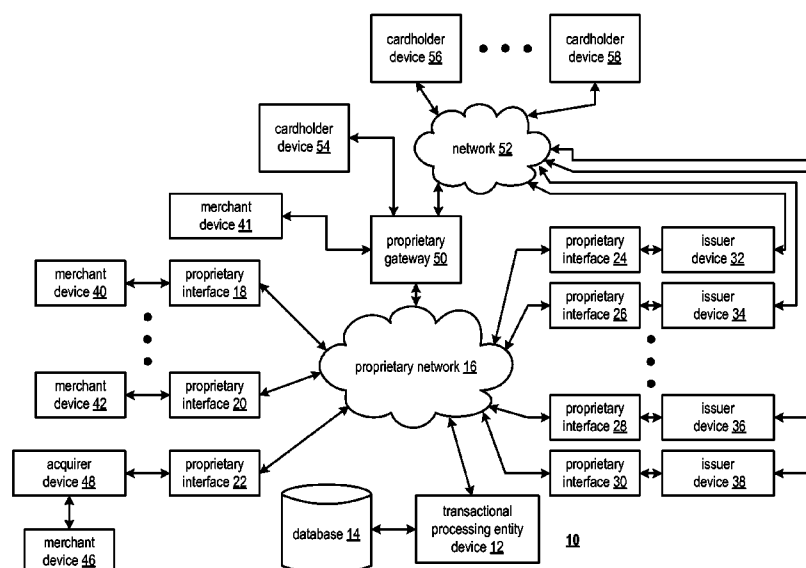 cardholder
device 56
cardholder
device 58
cardholder
device 54
network 52
merchant
device 41
proprietary
gateway 50
merchant
device 40
proprietary
interface 18
proprietary
interface 24
issuer
device 32
proprietary
interface 26
issuer
device 34
proprietary network 16
merchant
device 42
proprietary
interface 20
proprietary
interface 28
issuer
device 36
acquirer
device 48
proprietary
interface 22
proprietary
interface 30
issuer
device 38
merchant
device 46
database 14
transactional
processing entity
device 12
10